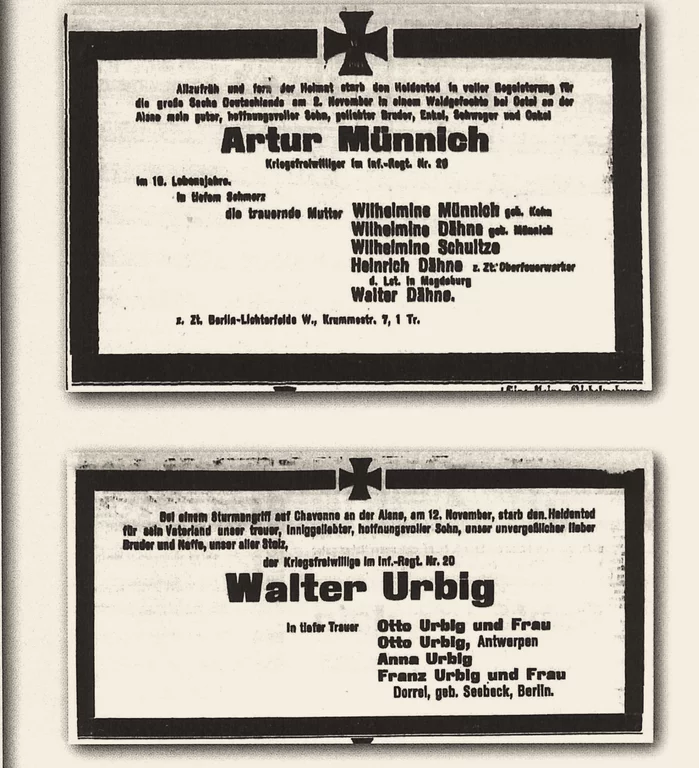 Allzufrüh und fern der Heimat starb den Heldentod in voller Begeisterung für
die große Sache Deutschlands am 2. November in einem Waldgefechte bei Ostel an der
Aisne mein guter, hoffnungsvoller Sohn, geliebter Bruder, Enkel, Schwager und Onkel
Artur Münnich
Kriegsfreiwilliger im Inf.-Regt. Nr. 20
im 19. Lebensjahre.
In tiefem Schmerz
die trauernde Mutter Wilhelmine Münnich geb. Kahn
Wilhelmine Dähne geb. Münnich
Wilhelmine Schultze
Heinrich Dähne z. Zt. Oberfeuerwerker
d. Lst. in Magdeburg
Walter Dähne.
z. Zt. Berlin-Lichterfelde W., Krummestr. 7, 1 Tr.
Bei einem Sturmangriff auf Chavonne an der Aisne, am 12. November, starb den Heldentod
für sein Vaterland unser treuer, inniggeliebter, hoffnungsvoller Sohn, unser unvergeßlicher lieber
Bruder und Neffe, unser aller Stolz,
der Kriegsfreiwillige im Inf.-Regt. Nr. 20
Walter Urbig
In tiefer Trauer Otto Urbig und Frau
Otto Urbig, Antwerpen
Anna Urbig
Franz Urbig und Frau
Dorrel, geb. Seebeck, Berlin.